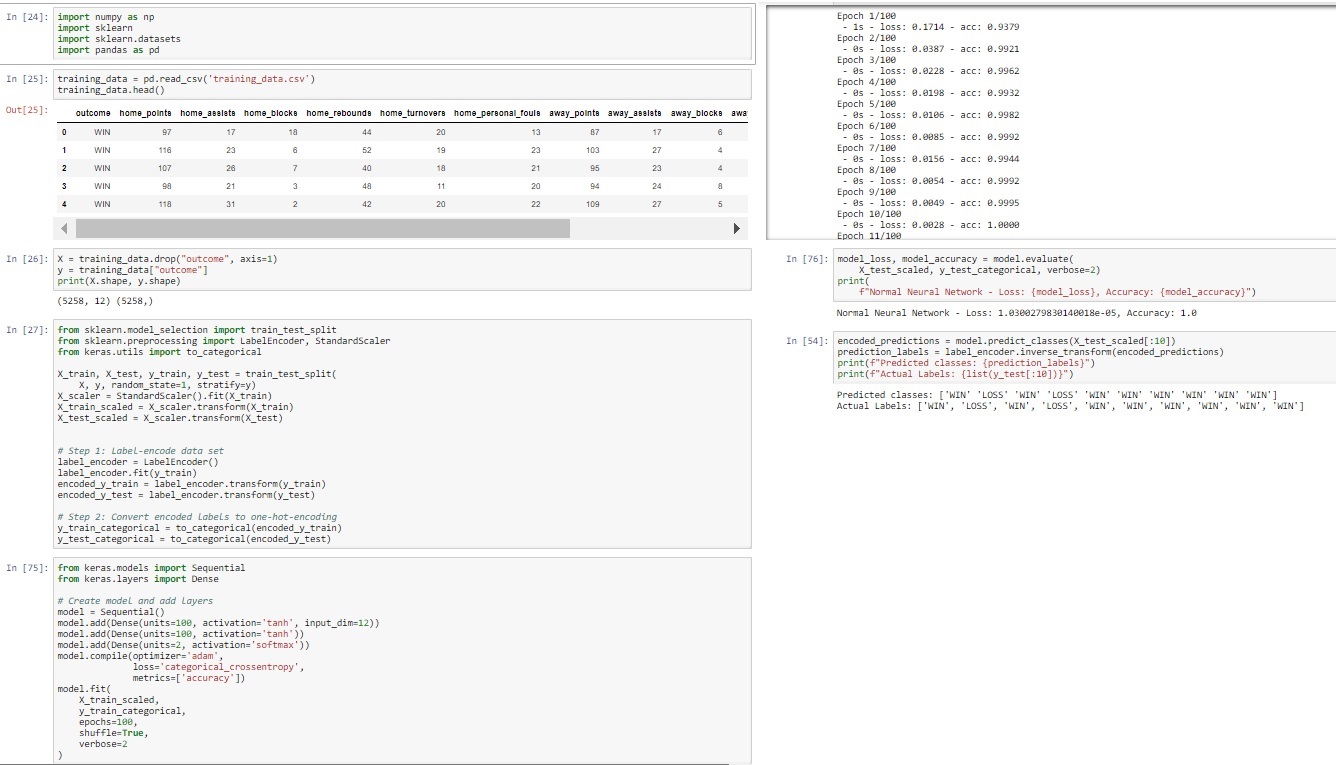 In [24]: import numpy as np
import sklearn
import sklearn.datasets
import pandas as pd
In [25]: training_data = pd.read_csv('training_data.csv')
training_data.head()
Out[25]:
outcome home_points home_assists home_blocks home_rebounds home_turnovers home_personal_fouls away_points away_assists away_blocks awa
0 WIN 97 17 18 44 20 13 87 17 6
1 WIN 116 23 6 52 19 23 103 27 4
2 WIN 107 26 7 40 18 21 95 23 4
3 WIN 98 21 3 48 11 20 94 24 8
4 WIN 118 31 2 42 20 22 109 27 5
In [26]: X = training_data.drop("outcome", axis=1)
y = training_data["outcome"]
print(X.shape, y.shape)
(5258, 12) (5258,)
In [27]: from sklearn.model_selection import train_test_split
from sklearn.preprocessing import LabelEncoder, StandardScaler
from keras.utils import to_categorical
X_train, X_test, y_train, y_test = train_test_split(
X, y, random_state=1, stratify=y)
X_scaler = StandardScaler().fit(X_train)
X_train_scaled = X_scaler.transform(X_train)
X_test_scaled = X_scaler.transform(X_test)
# Step 1: Label-encode data set
label_encoder = LabelEncoder()
label_encoder.fit(y_train)
encoded_y_train = label_encoder.transform(y_train)
encoded_y_test = label_encoder.transform(y_test)
# Step 2: Convert encoded labels to one-hot-encoding
y_train_categorical = to_categorical(encoded_y_train)
y_test_categorical = to_categorical(encoded_y_test)
In [75]: from keras.models import Sequential
from keras.layers import Dense
# Create model and add layers
model = Sequential()
model.add(Dense(units=100, activation='tanh', input_dim=12))
model.add(Dense(units=100, activation='tanh'))
model.add(Dense(units=2, activation='softmax'))
model.compile(optimizer='adam',
loss='categorical_crossentropy',
metrics=['accuracy'])
model.fit(
X_train_scaled,
y_train_categorical,
epochs=100,
shuffle=True,
verbose=2
)
Epoch 1/100
- 1s - loss: 0.1714 - acc: 0.9379
Epoch 2/100
- 0s - loss: 0.0387 - acc: 0.9921
Epoch 3/100
- 0s - loss: 0.0228 - acc: 0.9962
Epoch 4/100
- 0s - loss: 0.0198 - acc: 0.9932
Epoch 5/100
- 0s - loss: 0.0106 - acc: 0.9982
Epoch 6/100
- 0s - loss: 0.0085 - acc: 0.9992
Epoch 7/100
- 0s - loss: 0.0156 - acc: 0.9944
Epoch 8/100
- 0s - loss: 0.0054 - acc: 0.9992
Epoch 9/100
- 0s - loss: 0.0049 - acc: 0.9995
Epoch 10/100
- 0s - loss: 0.0028 - acc: 1.0000
Epoch 11/100
In [76]: model_loss, model_accuracy = model.evaluate(
X_test_scaled, y_test_categorical, verbose=2)
print(
f"Normal Neural Network - Loss: {model_loss}, Accuracy: {model_accuracy}")
Normal Neural Network - Loss: 1.0300279830140018e-05, Accuracy: 1.0
In [54]: encoded_predictions = model.predict_classes(X_test_scaled[:10])
prediction_labels = label_encoder.inverse_transform(encoded_predictions)
print(f"Predicted classes: {prediction_labels}")
print(f"Actual Labels: {list(y_test[:10])}")
Predicted classes: ['WIN' 'LOSS' 'WIN' 'LOSS' 'WIN' 'WIN' 'WIN' 'WIN' 'WIN' 'WIN']
Actual Labels: ['WIN', 'LOSS', 'WIN', 'LOSS', 'WIN', 'WIN', 'WIN', 'WIN', 'WIN', 'WIN']